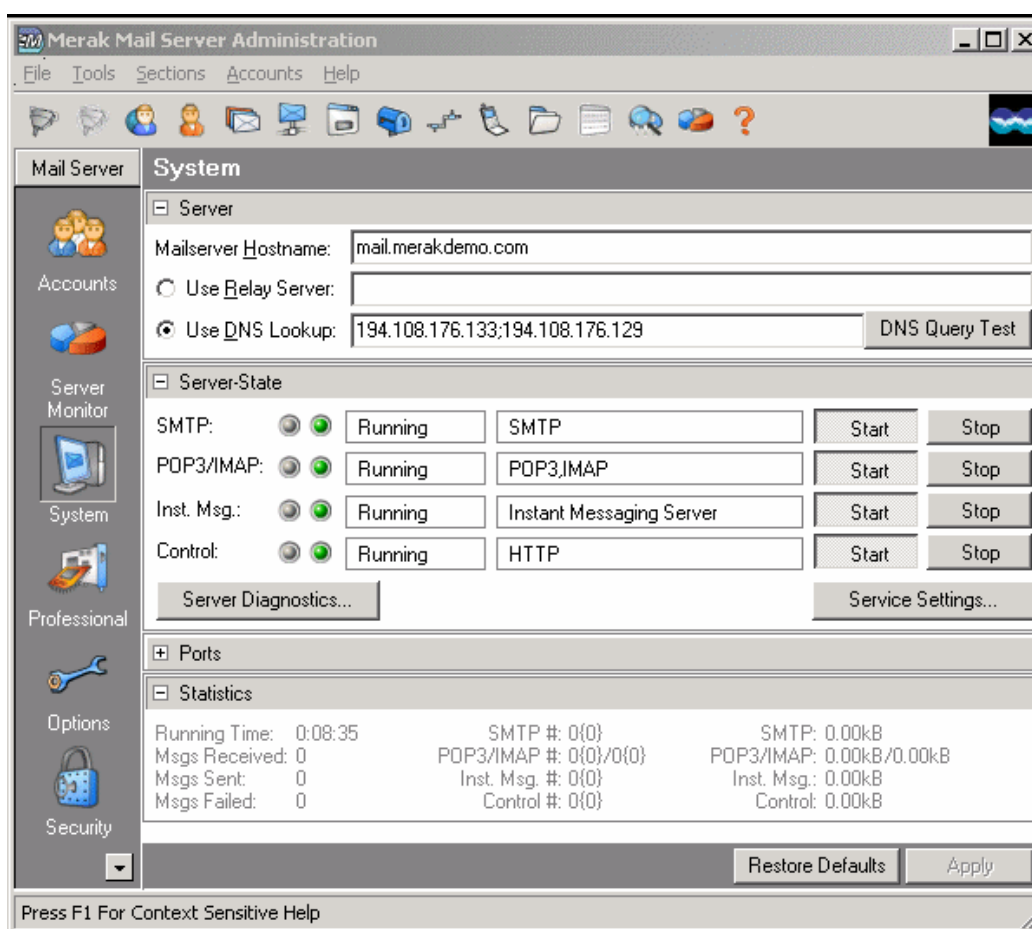 Merak Mail Server Administration
File Tools Sections Accounts Help
Mail Server
System
Accounts
Server
Monitor
System
Professional
Options
Security
Server
Mailserver Hostname: mail.merakdemo.com
Use Relay Server:
Use DNS Lookup: 194.108.176.133;194.108.176.129 DNS Query Test
Server-State
SMTP: Running SMTP Start Stop
POP3/IMAP: Running POP3,IMAP Start Stop
Inst. Msg.: Running Instant Messaging Server Start Stop
Control: Running HTTP Start Stop
Server Diagnostics... Service Settings...
Ports
Statistics
Running Time: 0:08:35 SMTP #: 0{0} SMTP: 0.00kB
Msgs Received: 0 POP3/IMAP #: 0{0}/0{0} POP3/IMAP: 0.00kB/0.00kB
Msgs Sent: 0 Inst. Msg. #: 0{0} Inst. Msg.: 0.00kB
Msgs Failed: 0 Control #: 0{0} Control: 0.00kB
Restore Defaults Apply
Press F1 For Context Sensitive Help